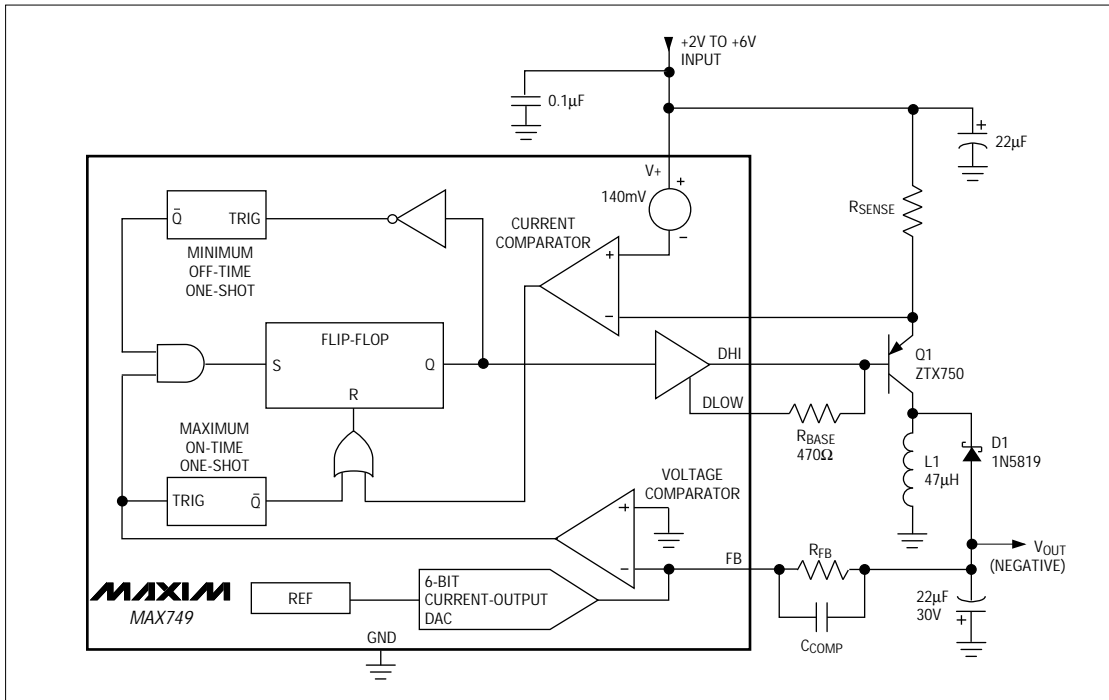 +2V TO +6V
INPUT
0.1µF
22µF
V+
140mV
+
−
RSENSE
Q̄
TRIG
MINIMUM
OFF-TIME
ONE-SHOT
CURRENT
COMPARATOR
+
−
FLIP-FLOP
S
Q
R
DHI
DLOW
Q1
ZTX750
RBASE
470Ω
D1
1N5819
L1
47µH
MAXIMUM
ON-TIME
ONE-SHOT
TRIG
Q̄
VOLTAGE
COMPARATOR
+
−
FB
RFB
CCOMP
VOUT
(NEGATIVE)
22µF
30V
+
MAXIM
MAX749
REF
6-BIT
CURRENT-OUTPUT
DAC
GND
+